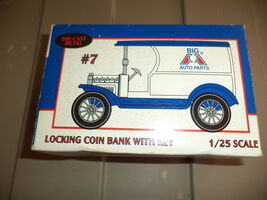 DIE-CAST
METAL
#7
BIG
A
AUTO PARTS
LOCKING COIN BANK WITH KEY
1/25 SCALE